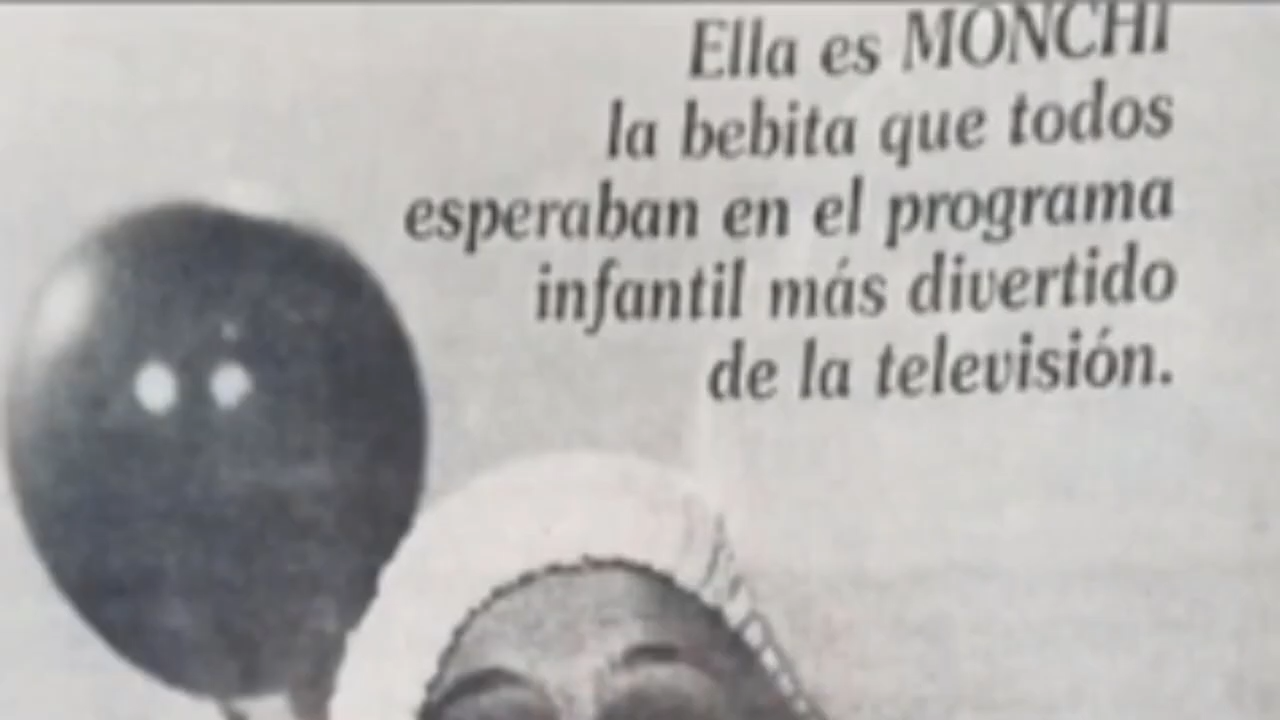 Ella es MONCHI
la bebita que todos
esperaban en el programa
infantil más divertido
de la televisión.